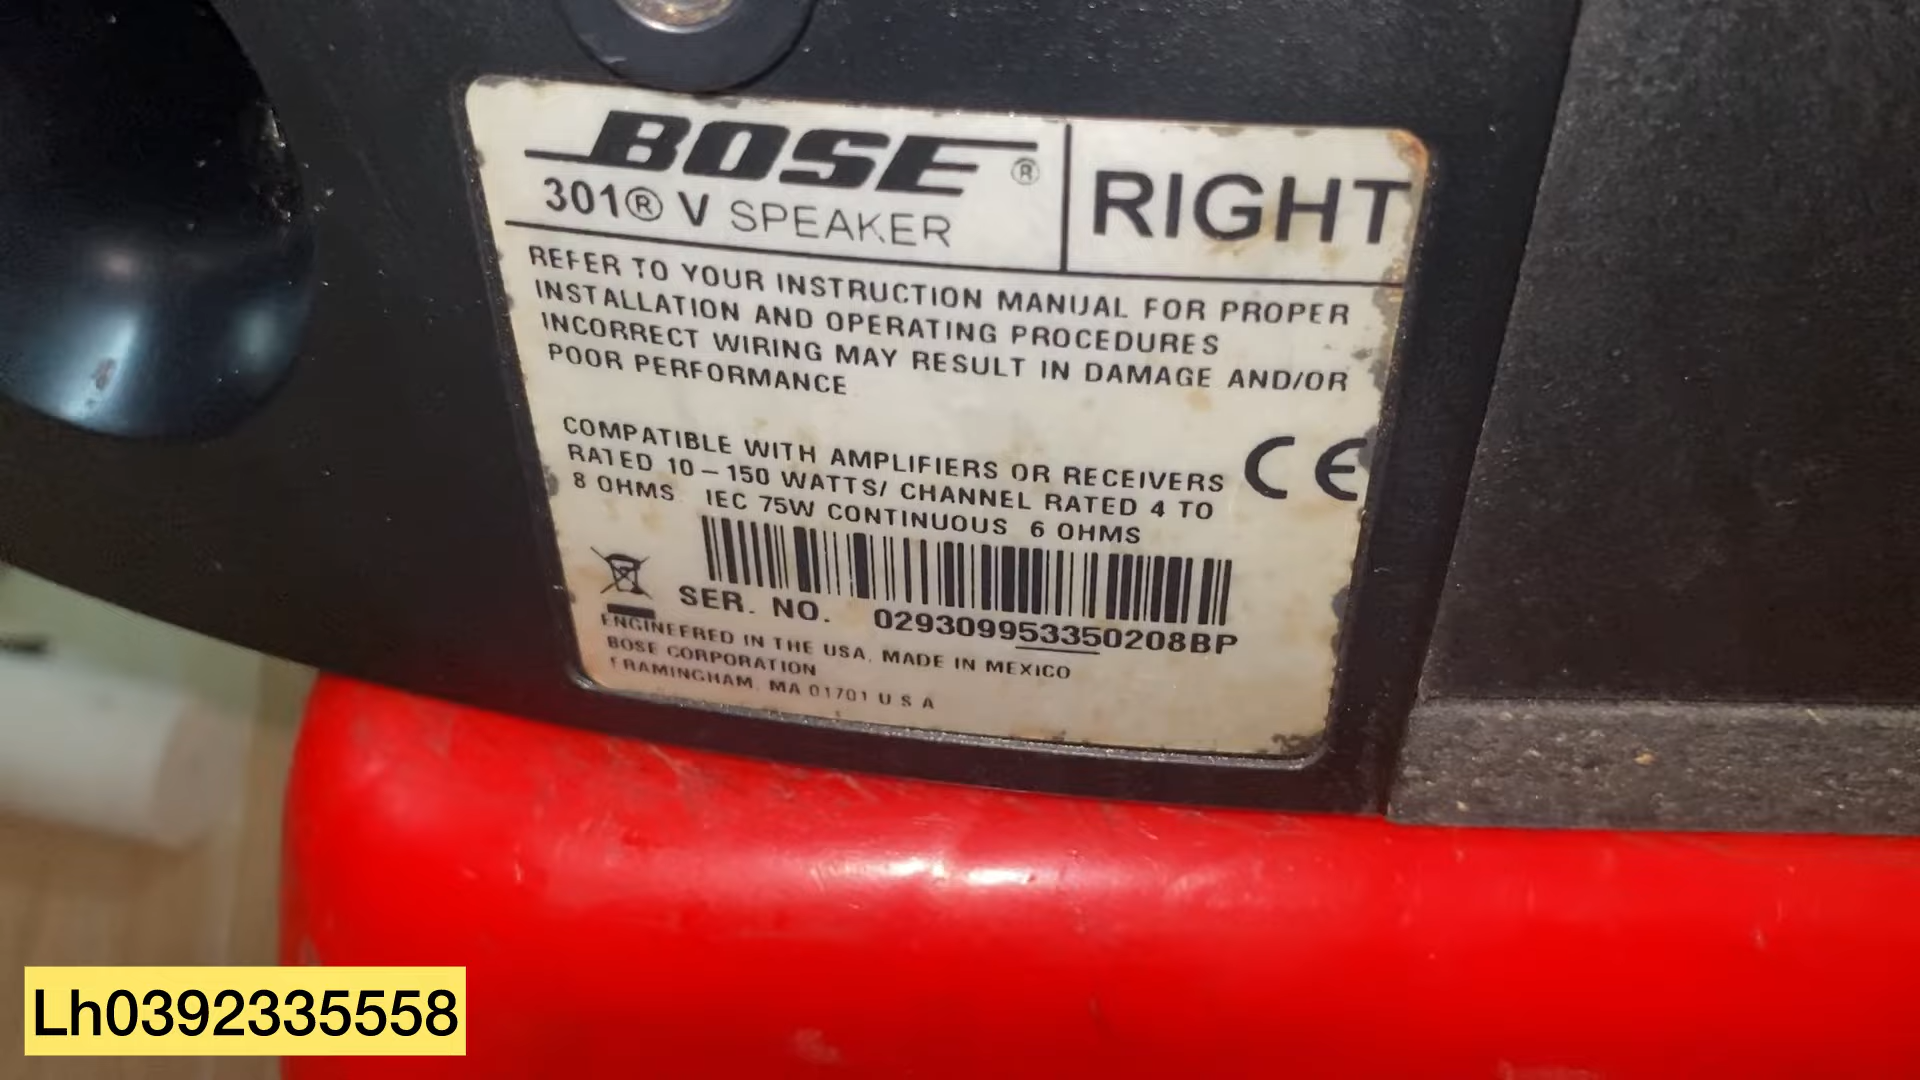 BOSE®
301® V SPEAKER
RIGHT
REFER TO YOUR INSTRUCTION MANUAL FOR PROPER
INSTALLATION AND OPERATING PROCEDURES
INCORRECT WIRING MAY RESULT IN DAMAGE AND/OR
POOR PERFORMANCE
COMPATIBLE WITH AMPLIFIERS OR RECEIVERS
RATED 10 – 150 WATTS/ CHANNEL RATED 4 TO
8 OHMS. IEC 75W CONTINUOUS 6 OHMS
CE
SER. NO. 029309953350208BP
ENGINEERED IN THE USA, MADE IN MEXICO
BOSE CORPORATION
FRAMINGHAM, MA 01701 U S A
Lh0392335558